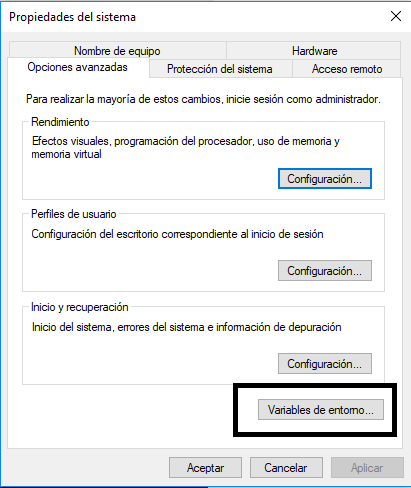 Propiedades del sistema
Nombre de equipo
Hardware
Opciones avanzadas
Protección del sistema
Acceso remoto
Para realizar la mayoría de estos cambios, inicie sesión como administrador.
Rendimiento
Efectos visuales, programación del procesador, uso de memoria y
memoria virtual
Configuración...
Perfiles de usuario
Configuración del escritorio correspondiente al inicio de sesión
Configuración...
Inicio y recuperación
Inicio del sistema, errores del sistema e información de depuración
Configuración...
Variables de entorno...
Aceptar
Cancelar
Aplicar